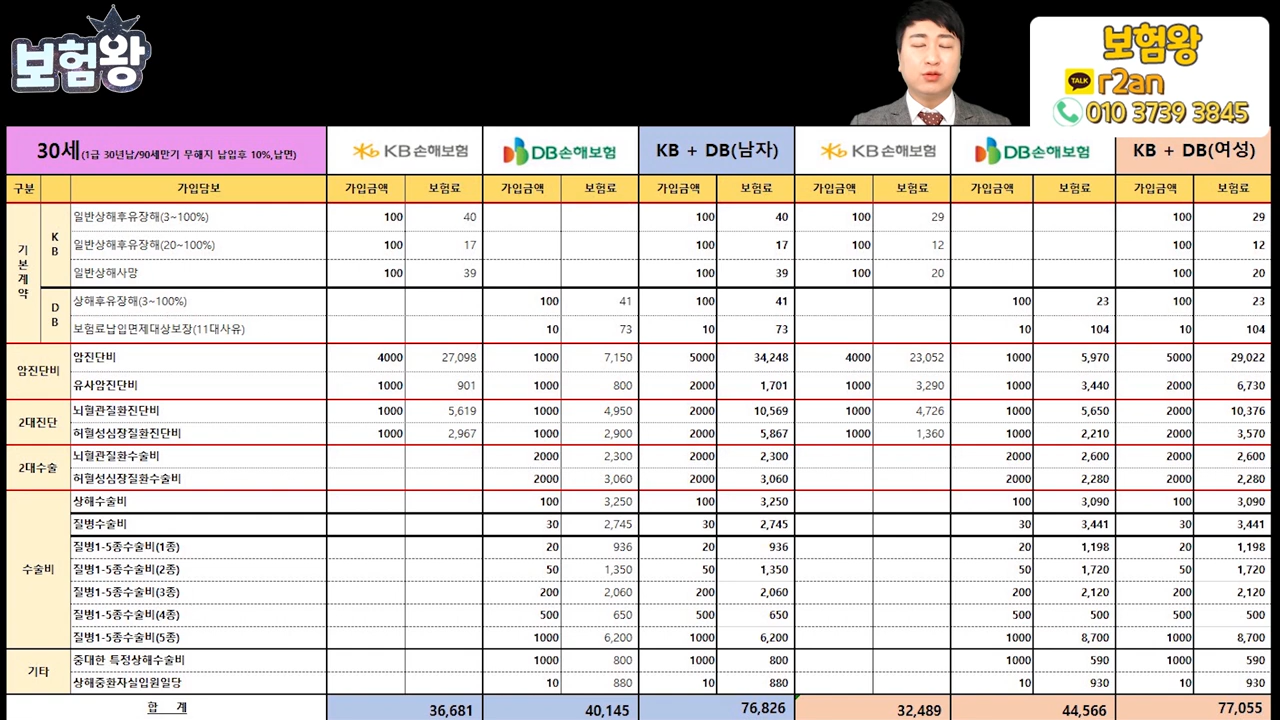 보험왕
보험왕
TALK r2an
010 3739 3845
30세(1급 30년납/90세만기 무해지 납입후 10%,납면) KB손해보험 DB손해보험 KB + DB(남자) KB손해보험 DB손해보험 KB + DB(여성)
구분 가입담보 가입금액 보험료 가입금액 보험료 가입금액 보험료 가입금액 보험료 가입금액 보험료 가입금액 보험료
기본계약
KB
일반상해후유장해(3~100%) 100 40 100 40 100 29 100 29
일반상해후유장해(20~100%) 100 17 100 17 100 12 100 12
일반상해사망 100 39 100 39 100 20 100 20
DB
상해후유장해(3~100%) 100 41 100 41 100 23 100 23
보험료납입면제대상보장(11대사유) 10 73 10 73 10 104 10 104
암진단비
암진단비 4000 27,098 1000 7,150 5000 34,248 4000 23,052 1000 5,970 5000 29,022
유사암진단비 1000 901 1000 800 2000 1,701 1000 3,290 1000 3,440 2000 6,730
2대진단
뇌혈관질환진단비 1000 5,619 1000 4,950 2000 10,569 1000 4,726 1000 5,650 2000 10,376
허혈성심장질환진단비 1000 2,967 1000 2,900 2000 5,867 1000 1,360 1000 2,210 2000 3,570
2대수술
뇌혈관질환수술비 2000 2,300 2000 2,300 2000 2,600 2000 2,600
허혈성심장질환수술비 2000 3,060 2000 3,060 2000 2,280 2000 2,280
수술비
상해수술비 100 3,250 100 3,250 100 3,090 100 3,090
질병수술비 30 2,745 30 2,745 30 3,441 30 3,441
질병1-5종수술비(1종) 20 936 20 936 20 1,198 20 1,198
질병1-5종수술비(2종) 50 1,350 50 1,350 50 1,720 50 1,720
질병1-5종수술비(3종) 200 2,060 200 2,060 200 2,120 200 2,120
질병1-5종수술비(4종) 500 650 500 650 500 500 500 500
질병1-5종수술비(5종) 1000 6,200 1000 6,200 1000 8,700 1000 8,700
기타
중대한 특정상해수술비 1000 800 1000 800 1000 590 1000 590
상해중환자실입원일당 10 880 10 880 10 930 10 930
합 계 36,681 40,145 76,826 32,489 44,566 77,055